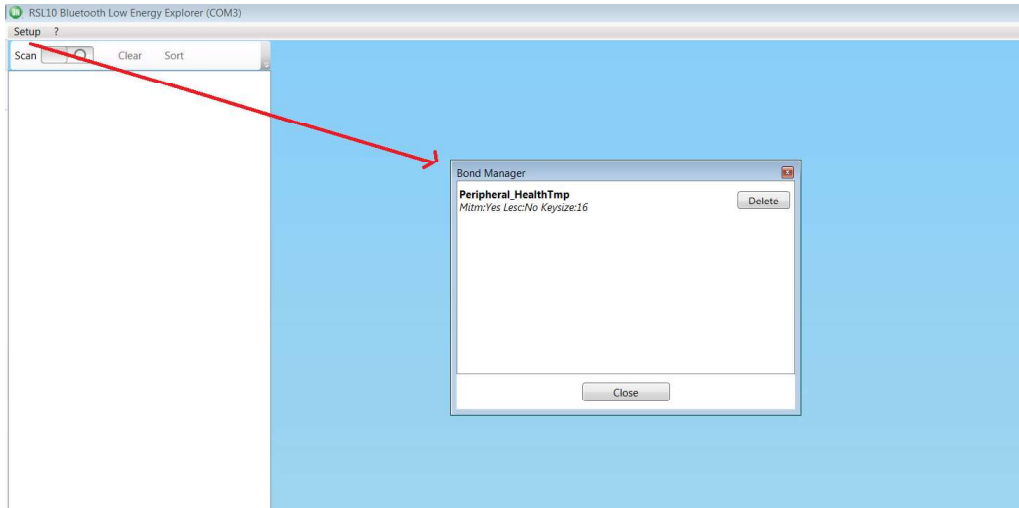 RSL10 Bluetooth Low Energy Explorer (COM3)
Setup ?
Scan Clear Sort
Bond Manager
Peripheral_HealthTmp
Mitm:Yes Lesc:No Keysize:16
Delete
Close